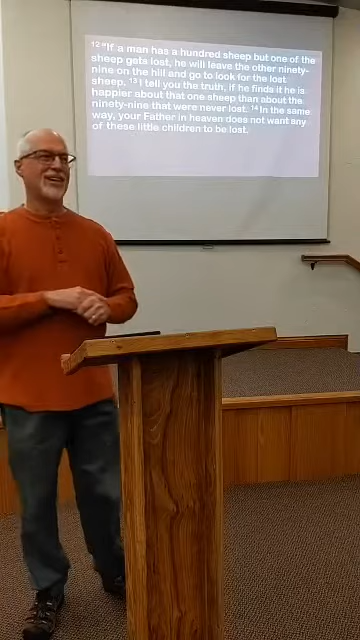 12 "If a man has a hundred sheep but one of the
sheep gets lost, he will leave the other ninety-
nine on the hill and go to look for the lost
sheep. 13 I tell you the truth, if he finds it he is
happier about that one sheep than about the
ninety-nine that were never lost. 14 In the same
way, your Father in heaven does not want any
of these little children to be lost.